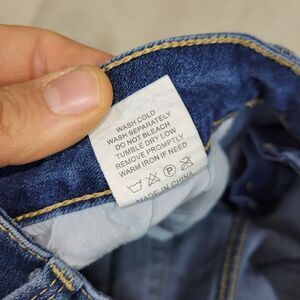 WASH COLD
WASH SEPARATELY
DO NOT BLEACH
TUMBLE DRY LOW
REMOVE PROMPTLY
WARM IRON IF NEED
P
MADE IN CHINA